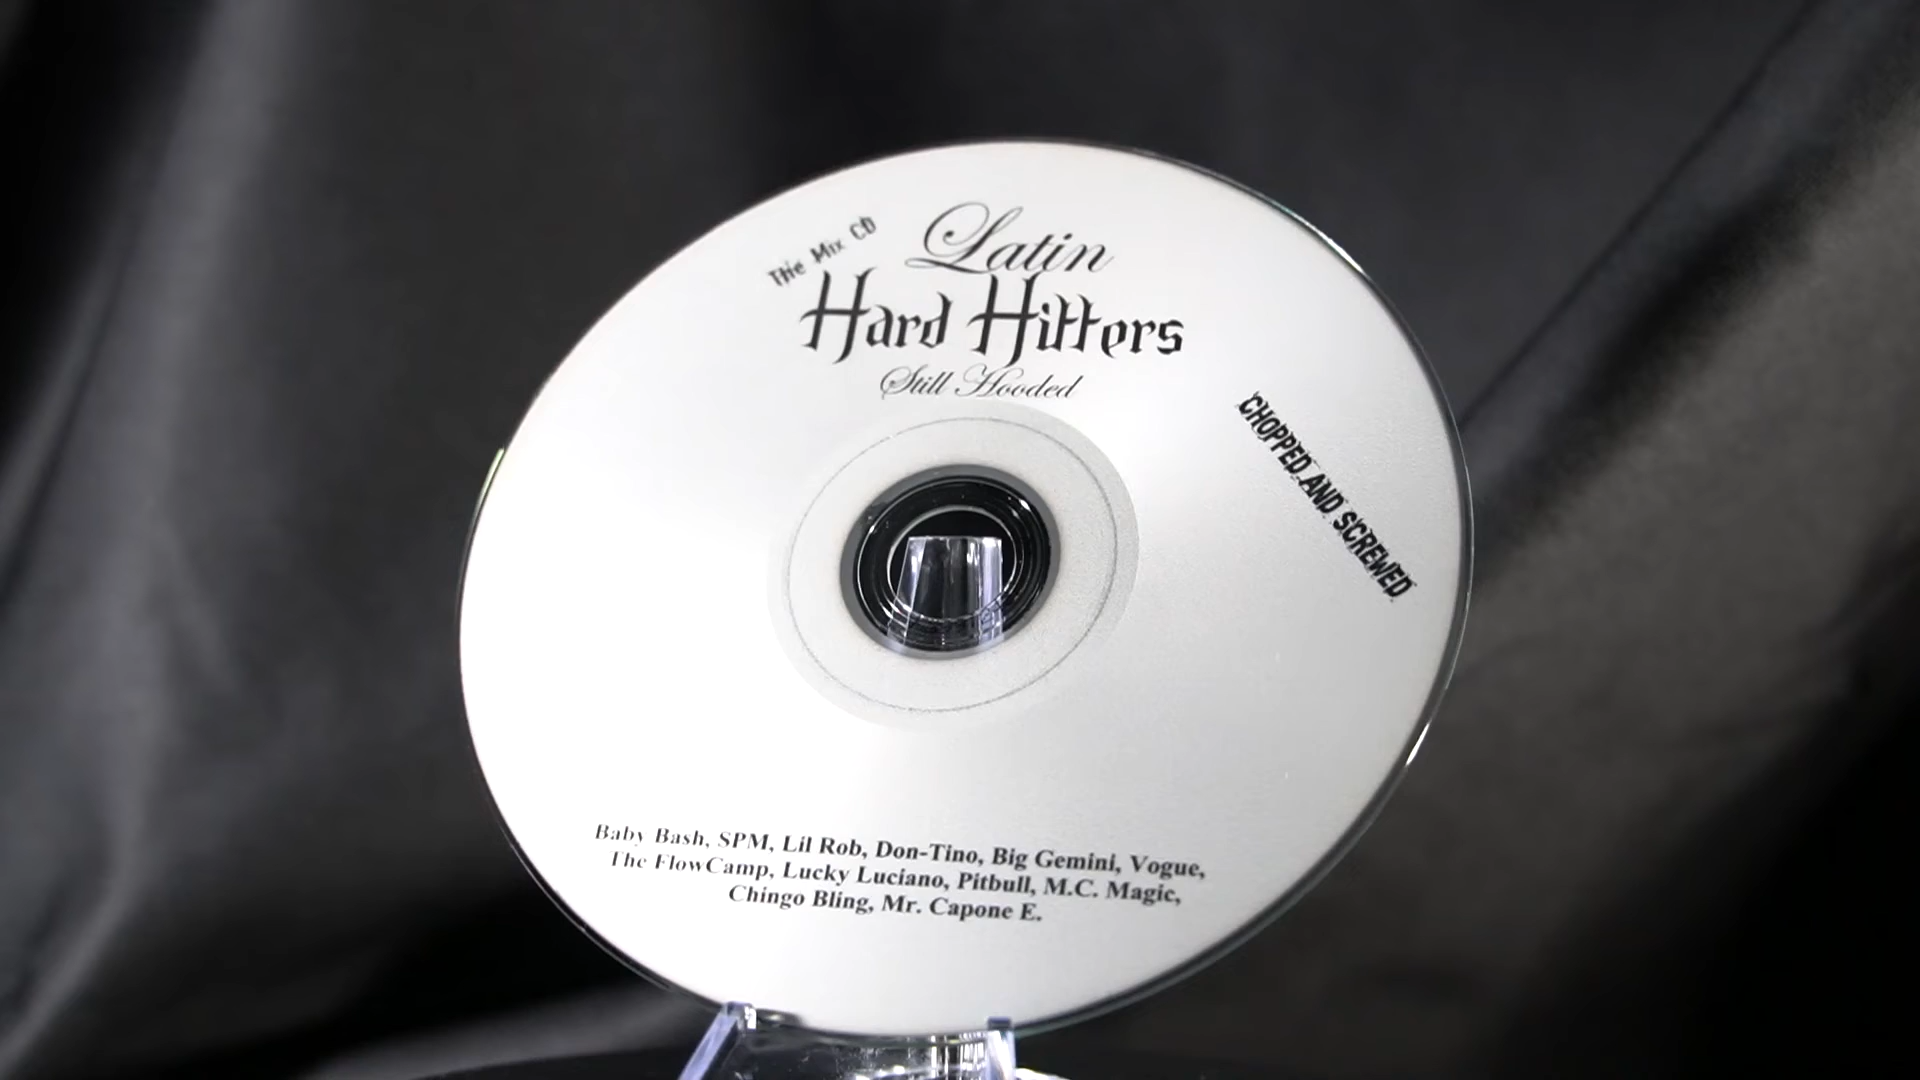 The Mix CD
Latin
Hard Hitters
Still Hooded
CHOPPED AND SCREWED
Baby Bash, SPM, Lil Rob, Don-Tino, Big Gemini, Vogue,
The FlowCamp, Lucky Luciano, Pitbull, M.C. Magic,
Chingo Bling, Mr. Capone E.